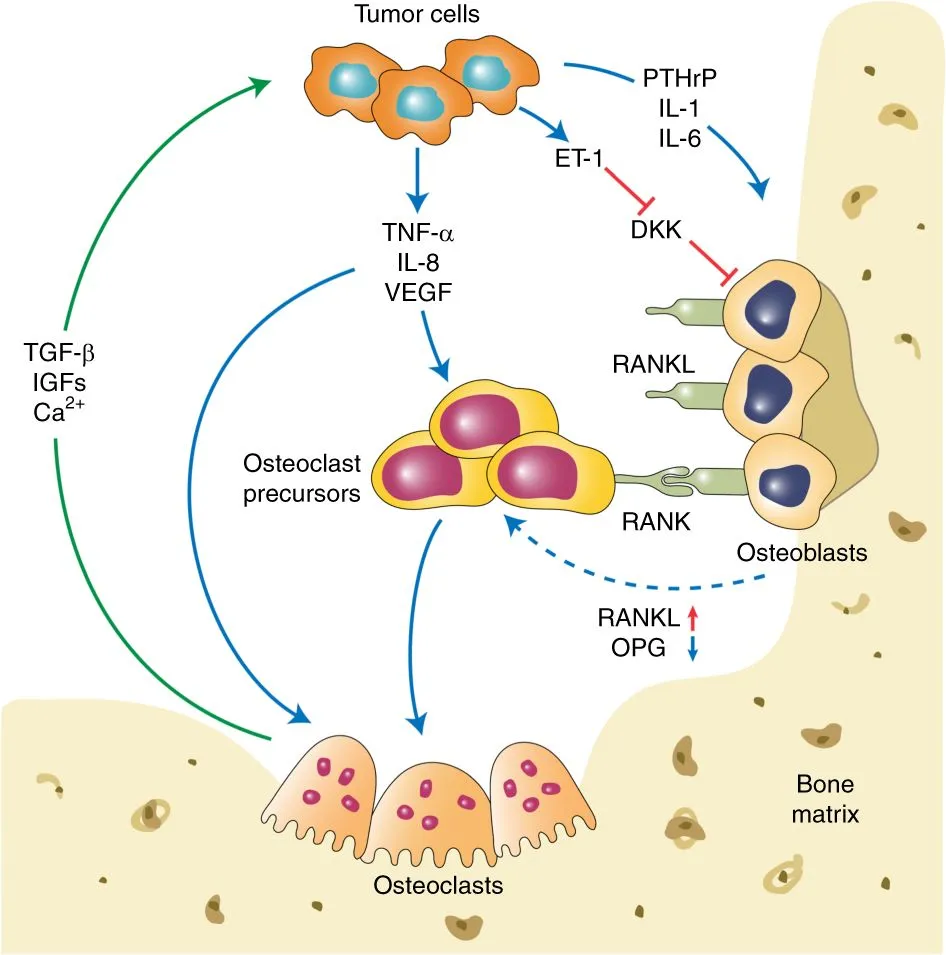 Tumor cells
PTHrP
IL-1
IL-6
ET-1
DKK
TNF-α
IL-8
VEGF
TGF-β
IGFs
Ca²⁺
RANKL
Osteoclast
precursors
RANK
Osteoblasts
RANKL
OPG
Bone
matrix
Osteoclasts